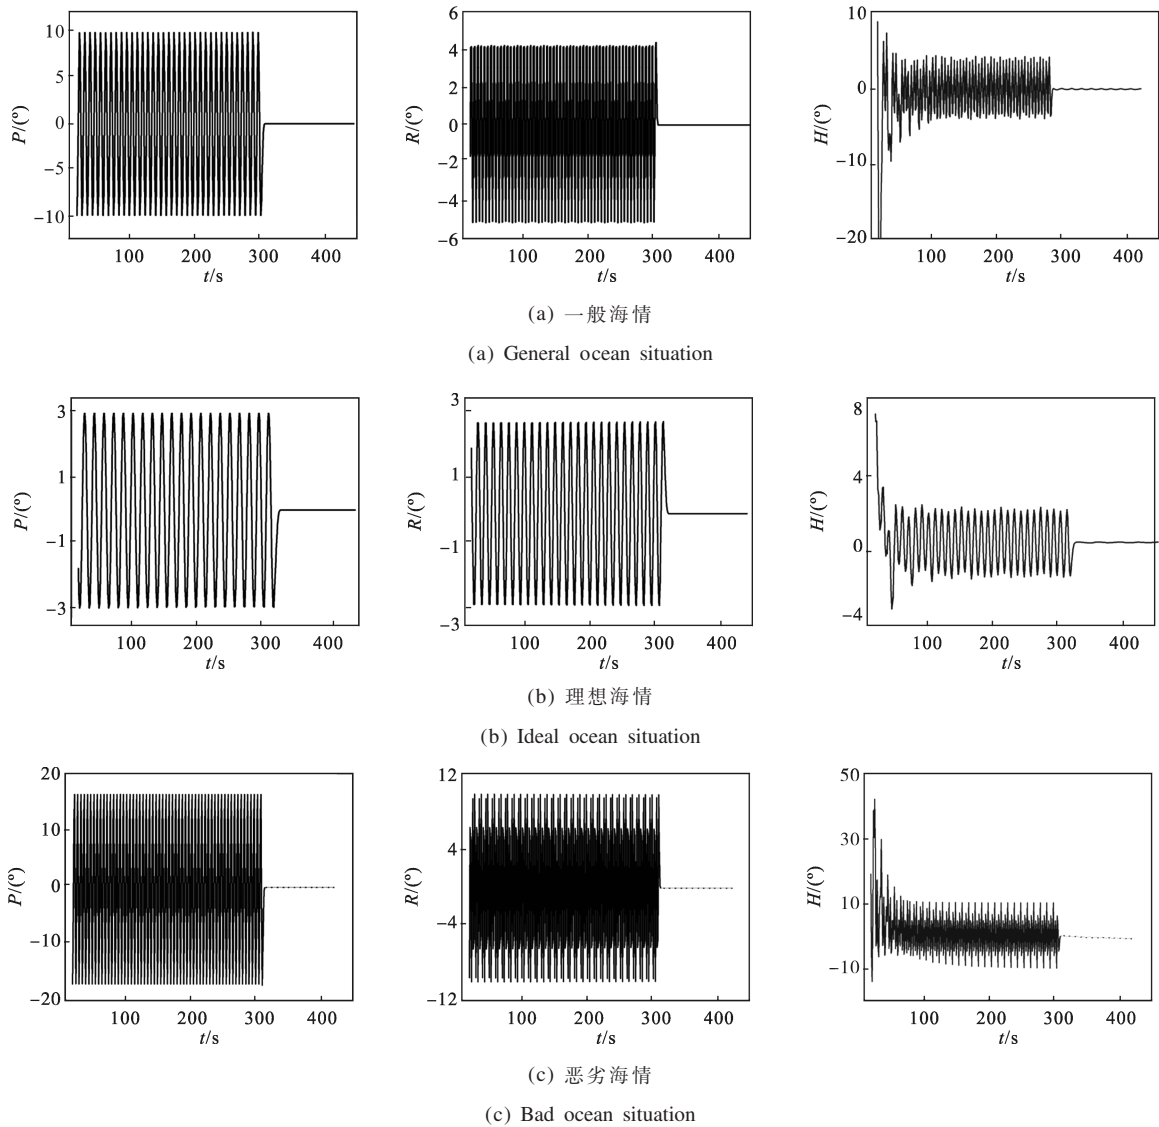 10
5
0
−5
−10
P/(º)
100 200 300 400
t/s
6
4
2
0
−2
−4
−6
R/(º)
100 200 300 400
t/s
10
0
−10
−20
H/(º)
100 200 300 400
t/s
(a) 一般海情
(a) General ocean situation
3
1
−1
−3
P/(º)
100 200 300 400
t/s
3
1
−1
−3
R/(º)
100 200 300 400
t/s
8
4
0
−4
H/(º)
100 200 300 400
t/s
(b) 理想海情
(b) Ideal ocean situation
20
10
0
−10
−20
P/(º)
100 200 300 400
t/s
12
4
−4
−12
R/(º)
100 200 300 400
t/s
50
30
10
−10
H/(º)
100 200 300 400
t/s
(c) 恶劣海情
(c) Bad ocean situation